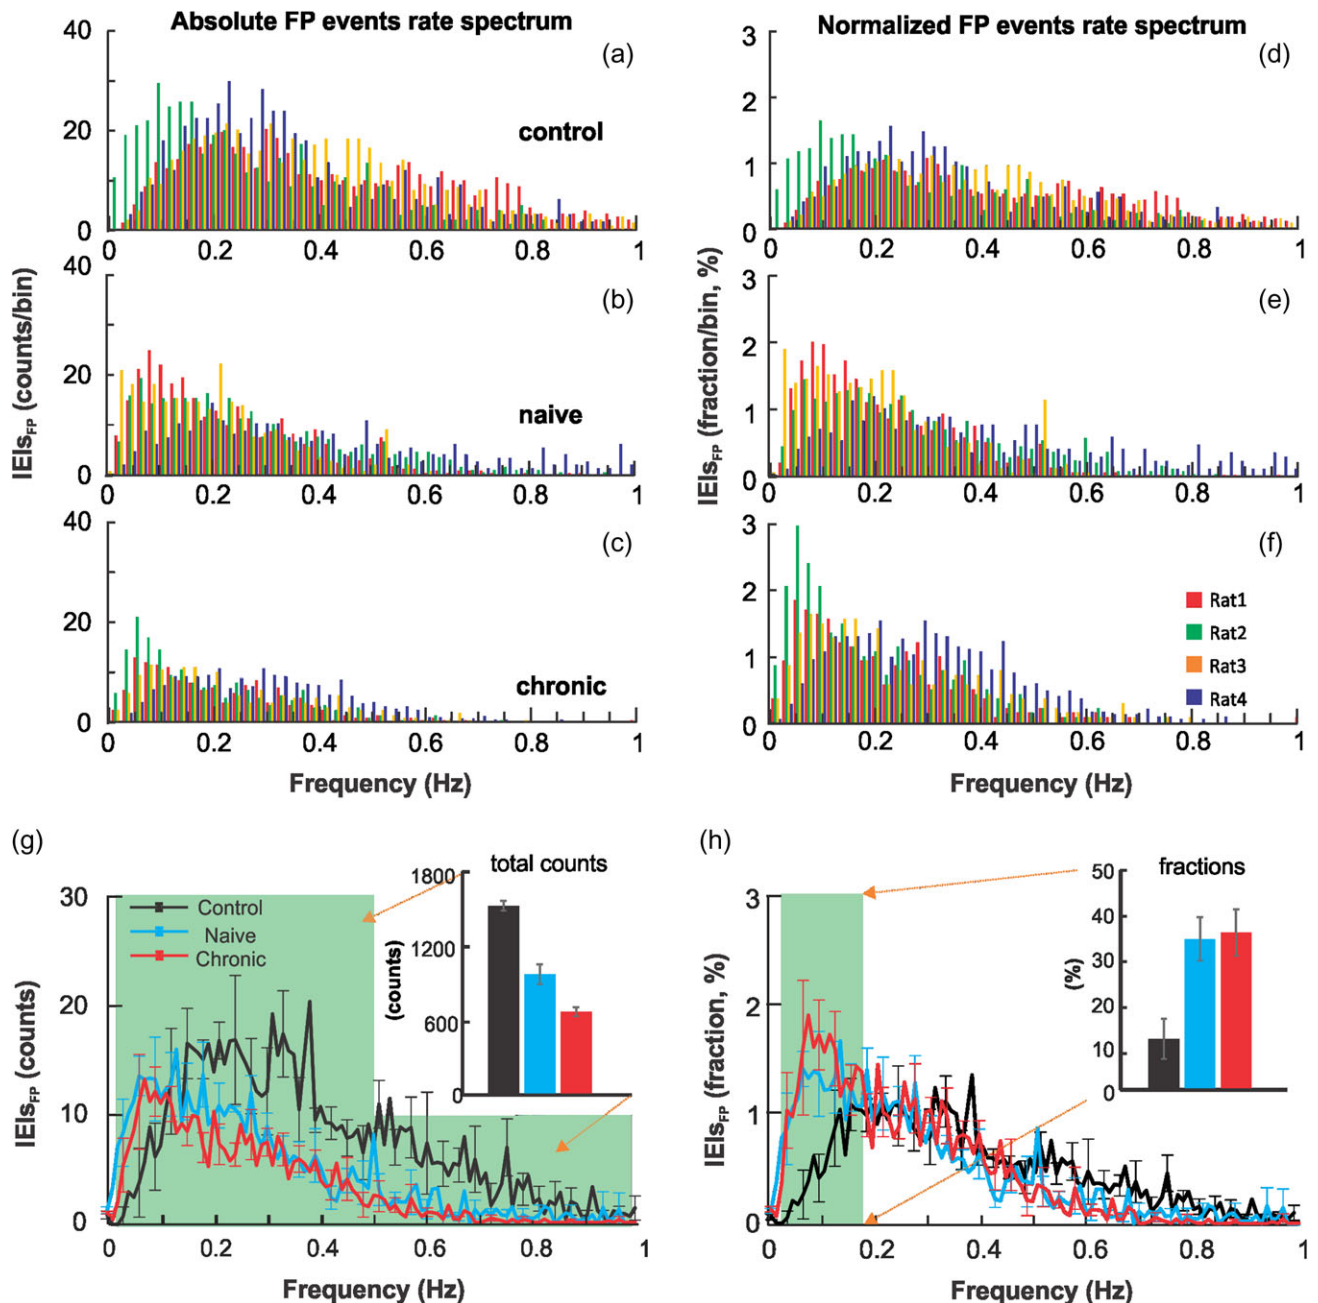 Absolute FP events rate spectrum
Normalized FP events rate spectrum
IEIsFP (counts/bin)
IEIsFP (fraction/bin, %)
40
20
0
(a)
control
0 0.2 0.4 0.6 0.8 1
3
2
1
0
(d)
0 0.2 0.4 0.6 0.8 1
40
20
0
(b)
naive
0 0.2 0.4 0.6 0.8 1
3
2
1
0
(e)
0 0.2 0.4 0.6 0.8 1
40
20
0
(c)
chronic
0 0.2 0.4 0.6 0.8 1
Frequency (Hz)
3
2
1
0
(f)
Rat1
Rat2
Rat3
Rat4
0 0.2 0.4 0.6 0.8 1
Frequency (Hz)
(g)
IEIsFP (counts)
30
20
10
0
Control
Naive
Chronic
total counts
(counts)
1800
1200
600
0
0 0.2 0.4 0.6 0.8 1
Frequency (Hz)
(h)
IEIsFP (fraction, %)
3
2
1
0
fractions
(%)
50
40
30
20
10
0
0 0.2 0.4 0.6 0.8 1
Frequency (Hz)